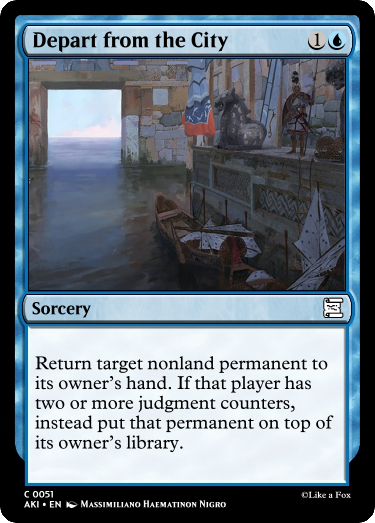 Depart from the City
1
Sorcery
Return target nonland permanent to
its owner's hand. If that player has
two or more judgment counters,
instead put that permanent on top of
its owner's library.
C 0051
AKI • EN Massimiliano Haematinon Nigro
©Like a Fox